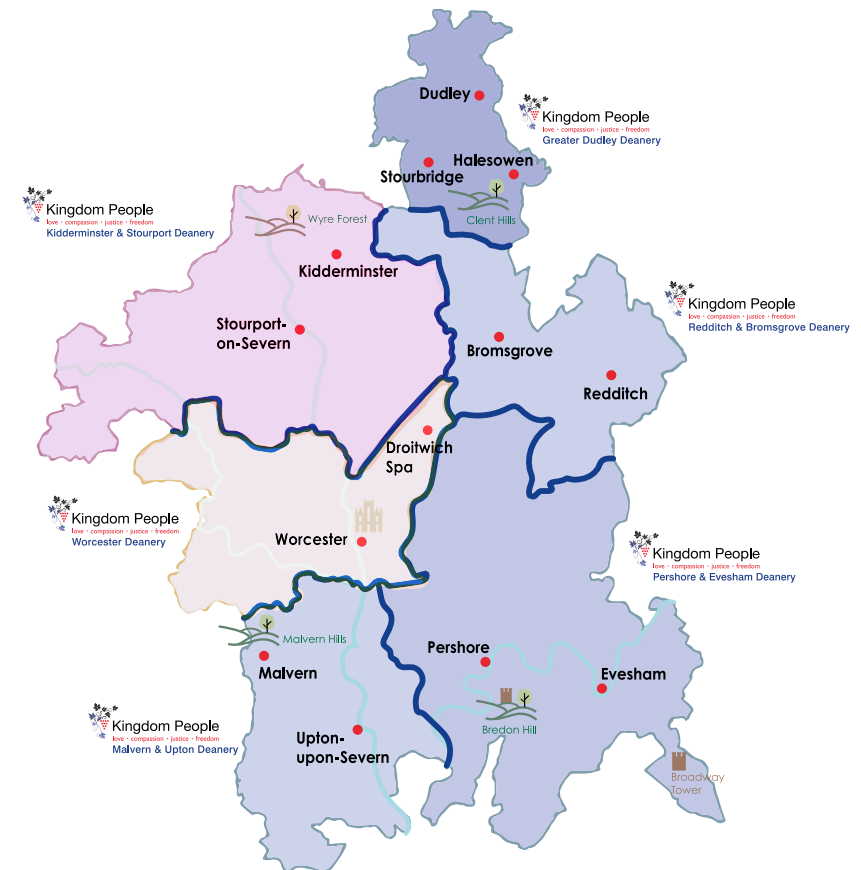 Dudley
Kingdom People
love · compassion · justice · freedom
Greater Dudley Deanery
Halesowen
Stourbridge
Clent Hills
Kingdom People
love · compassion · justice · freedom
Kidderminster & Stourport Deanery
Wyre Forest
Kidderminster
Stourport-
on-Severn
Kingdom People
love · compassion · justice · freedom
Redditch & Bromsgrove Deanery
Bromsgrove
Redditch
Droitwich
Spa
Kingdom People
love · compassion · justice · freedom
Worcester Deanery
Worcester
Kingdom People
love · compassion · justice · freedom
Pershore & Evesham Deanery
Malvern Hills
Malvern
Pershore
Evesham
Bredon Hill
Kingdom People
love · compassion · justice · freedom
Malvern & Upton Deanery
Upton-
upon-Severn
Broadway
Tower